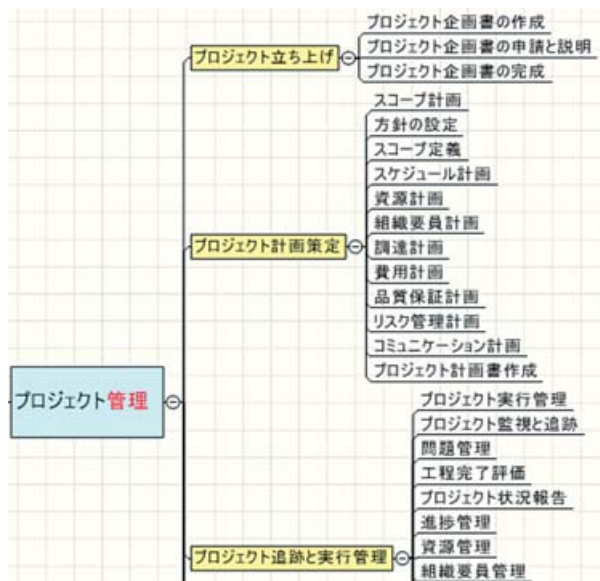 プロジェクト管理
プロジェクト立ち上げ
プロジェクト企画書の作成
プロジェクト企画書の申請と説明
プロジェクト企画書の完成
プロジェクト計画策定
スコープ計画
方針の設定
スコープ定義
スケジュール計画
資源計画
組織要員計画
調達計画
費用計画
品質保証計画
リスク管理計画
コミュニケーション計画
プロジェクト計画書作成
プロジェクト追跡と実行管理
プロジェクト実行管理
プロジェクト監視と追跡
問題管理
工程完了評価
プロジェクト状況報告
進捗管理
資源管理
組織要員管理